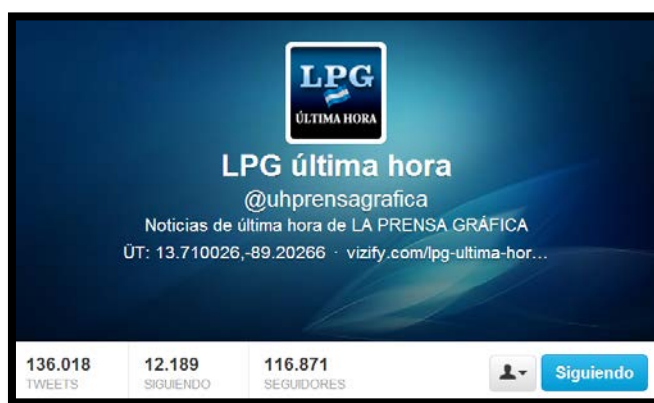 LPG
ÚLTIMA HORA
LPG última hora
@uhprensagrafica
Noticias de última hora de LA PRENSA GRÁFICA
ÜT: 13.710026,-89.20266 · vizify.com/lpg-ultima-hor...
136.018 12.189 116.871
TWEETS SIGUIENDO SEGUIDORES
Siguiendo